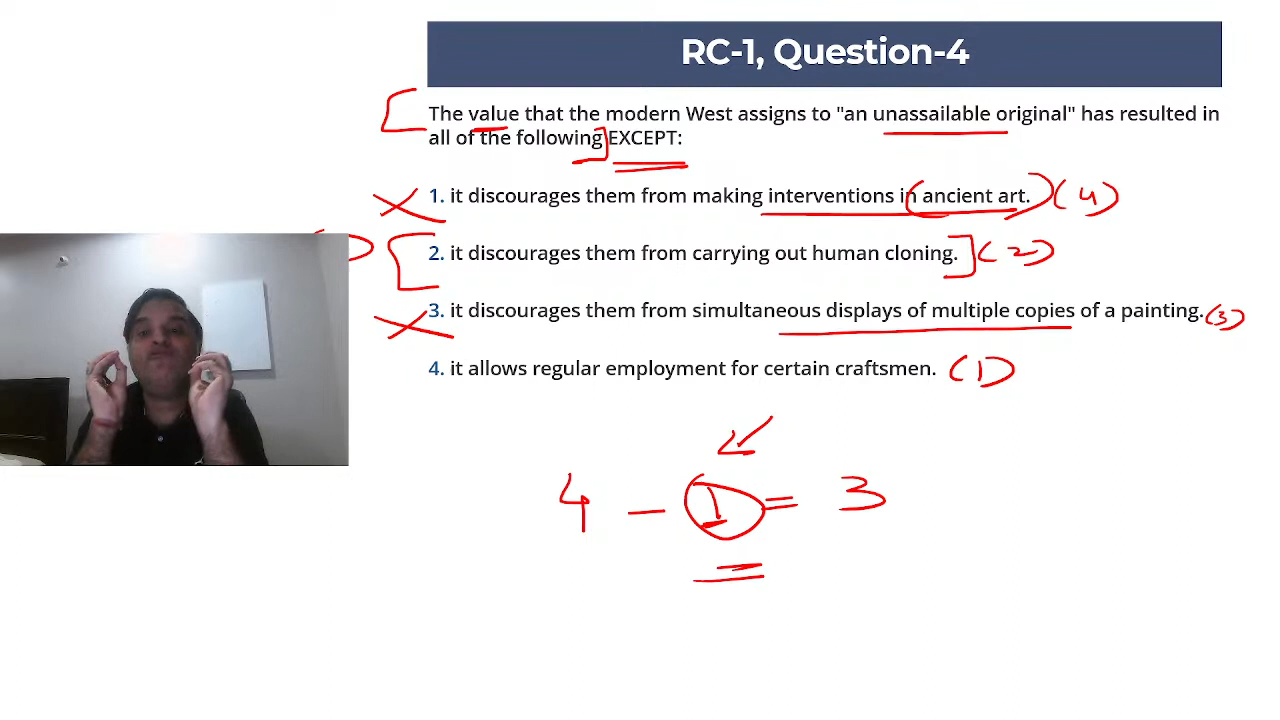 RC-1, Question-4
The value that the modern West assigns to "an unassailable original" has resulted in
all of the following EXCEPT:
1. it discourages them from making interventions in ancient art. (4)
2. it discourages them from carrying out human cloning. (2)
3. it discourages them from simultaneous displays of multiple copies of a painting. (3)
4. it allows regular employment for certain craftsmen. (1)
4 - 1 = 3